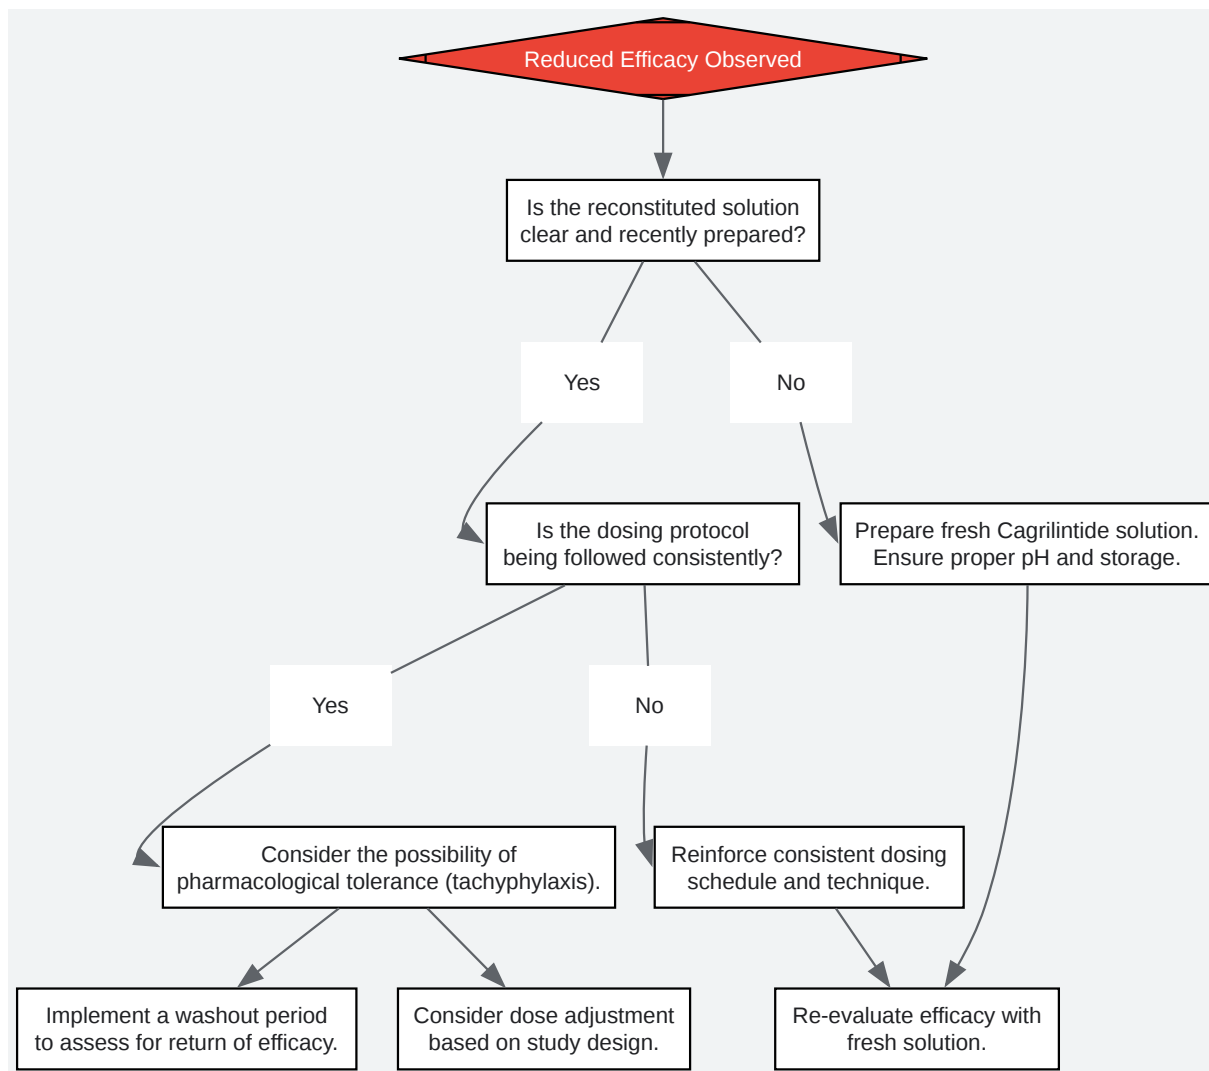 Reduced Efficacy Observed
Is the reconstituted solution
clear and recently prepared?
Yes
No
Is the dosing protocol
being followed consistently?
Prepare fresh Cagrilintide solution.
Ensure proper pH and storage.
Yes
No
Consider the possibility of
pharmacological tolerance (tachyphylaxis).
Reinforce consistent dosing
schedule and technique.
Implement a washout period
to assess for return of efficacy.
Consider dose adjustment
based on study design.
Re-evaluate efficacy with
fresh solution.